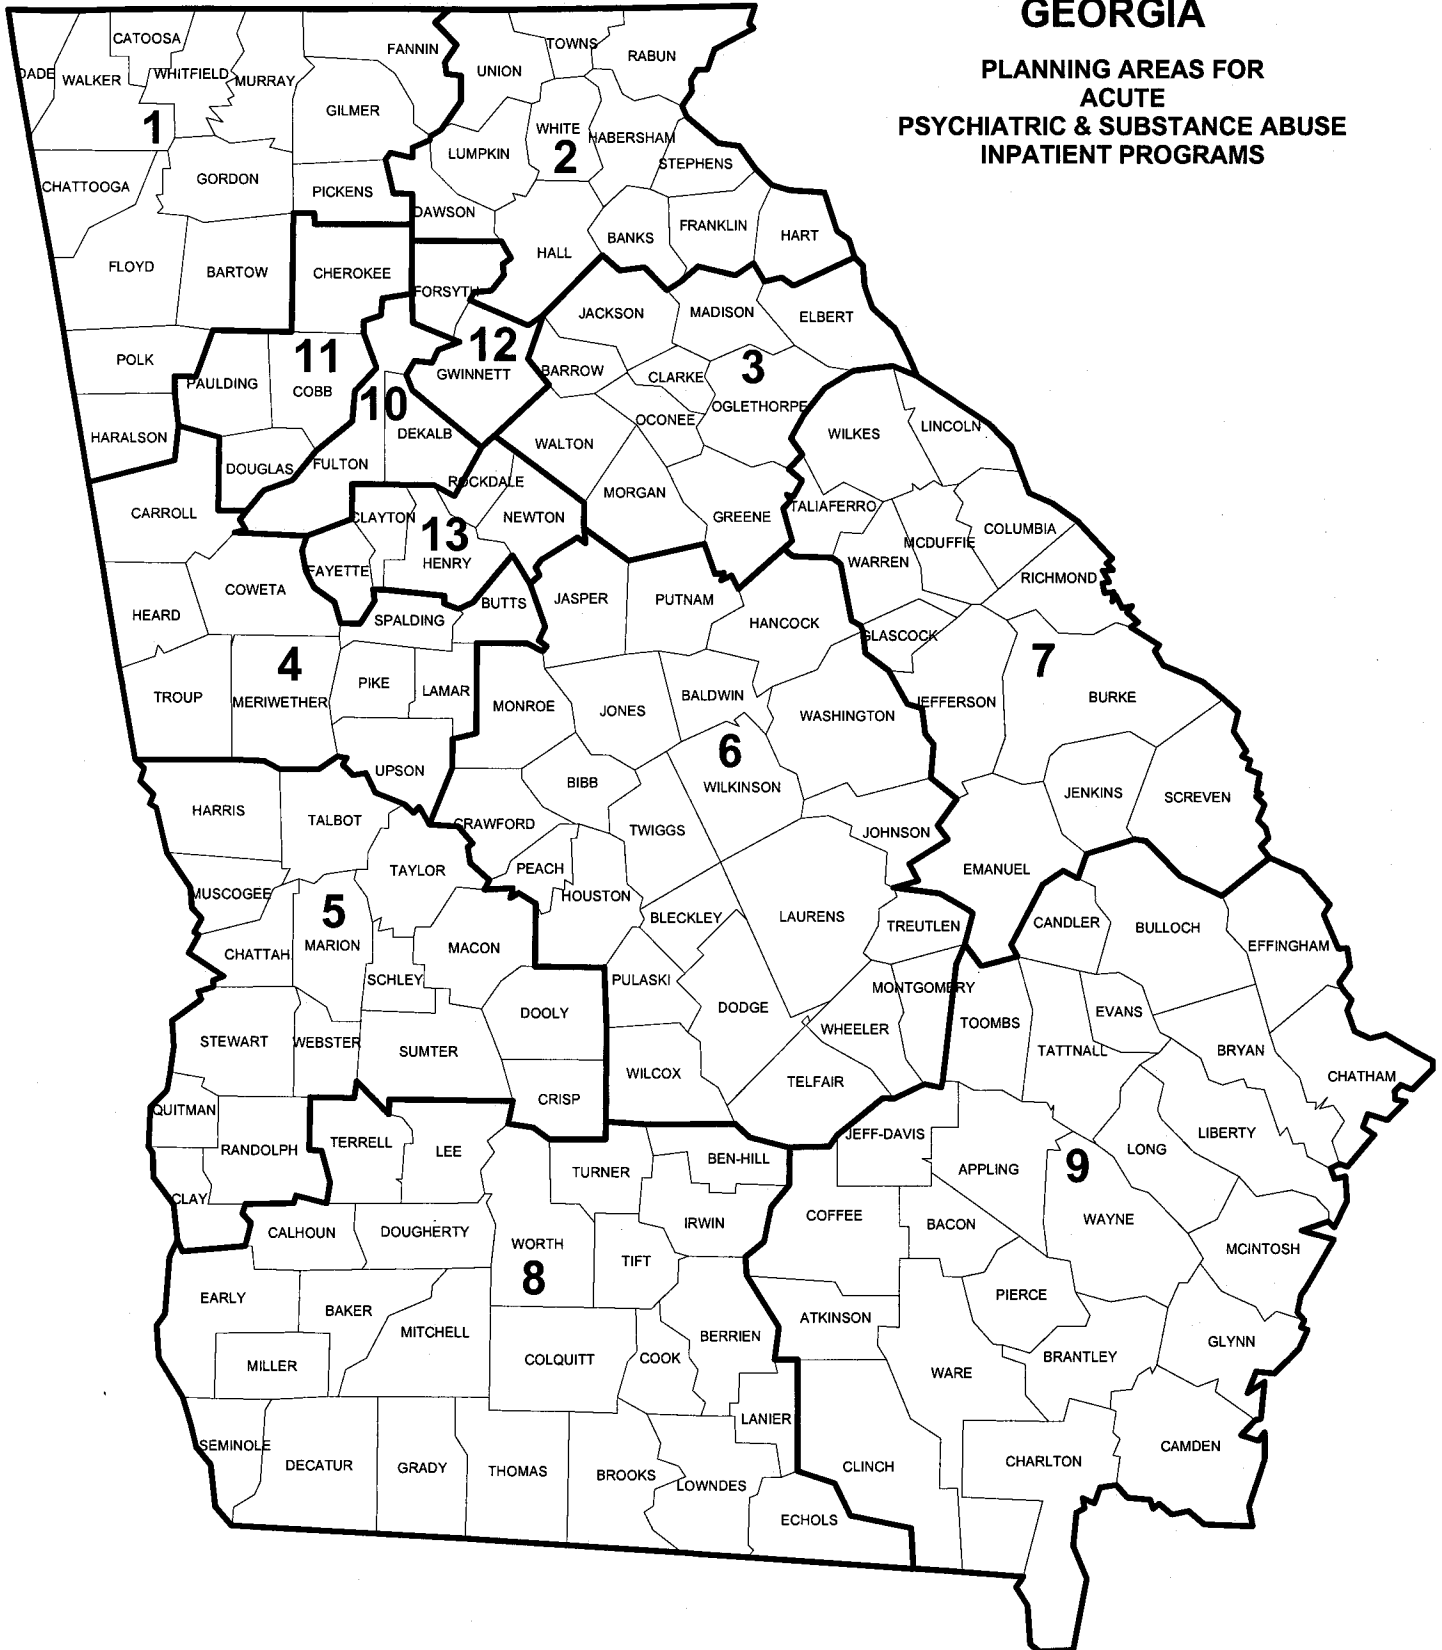 GEORGIA
PLANNING AREAS FOR
ACUTE
PSYCHIATRIC & SUBSTANCE ABUSE
INPATIENT PROGRAMS
CATOOSA
FANNIN
TOWNS
RABUN
UNION
DADE
WALKER
WHITFIELD
MURRAY
GILMER
1
WHITE
HABERSHAM
LUMPKIN
2
STEPHENS
CHATTOOGA
GORDON
PICKENS
DAWSON
HALL
BANKS
FRANKLIN
HART
FLOYD
BARTOW
CHEROKEE
FORSYTH
JACKSON
MADISON
ELBERT
POLK
PAULDING
11
COBB
12
GWINNETT
BARROW
CLARKE
3
OGLETHORPE
10
OCONEE
HARALSON
DOUGLAS
FULTON
DEKALB
WALTON
WILKES
LINCOLN
ROCKDALE
MORGAN
CARROLL
CLAYTON
13
NEWTON
GREENE
TALIAFERRO
COLUMBIA
MCDUFFIE
WARREN
HENRY
FAYETTE
RICHMOND
COWETA
HEARD
BUTTS
JASPER
PUTNAM
HANCOCK
SPALDING
GLASCOCK
4
7
TROUP
MERIWETHER
PIKE
LAMAR
MONROE
JONES
BALDWIN
WASHINGTON
JEFFERSON
BURKE
UPSON
BIBB
6
WILKINSON
JENKINS
SCREVEN
HARRIS
TALBOT
CRAWFORD
TWIGGS
JOHNSON
TAYLOR
PEACH
EMANUEL
MUSCOGEE
HOUSTON
5
BLECKLEY
LAURENS
TREUTLEN
CANDLER
BULLOCH
CHATTAH
MARION
MACON
EFFINGHAM
SCHLEY
PULASKI
MONTGOMERY
DOOLY
DODGE
EVANS
STEWART
WEBSTER
SUMTER
WHEELER
TOOMBS
TATTNALL
BRYAN
WILCOX
TELFAIR
CHATHAM
QUITMAN
CRISP
RANDOLPH
TERRELL
LEE
JEFF-DAVIS
LIBERTY
TURNER
BEN-HILL
APPLING
9
LONG
CLAY
CALHOUN
DOUGHERTY
IRWIN
COFFEE
BACON
WAYNE
WORTH
8
TIFT
MCINTOSH
EARLY
BAKER
MITCHELL
PIERCE
ATKINSON
MILLER
COLQUITT
COOK
BERRIEN
WARE
BRANTLEY
GLYNN
LANIER
SEMINOLE
DECATUR
GRADY
THOMAS
BROOKS
LOWNDES
CLINCH
CHARLTON
CAMDEN
ECHOLS